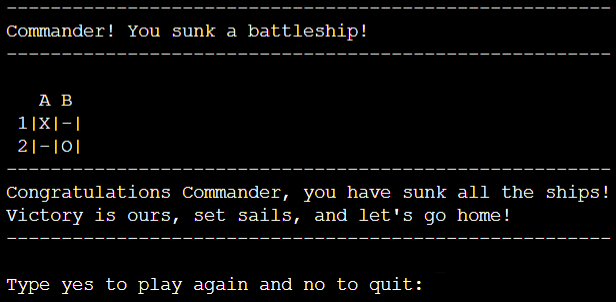 -------------------------------------------------------
Commander! You sunk a battleship!
-------------------------------------------------------
A B
1|X|-|
2|-|O|
-------------------------------------------------------
Congratulations Commander, you have sunk all the ships!
Victory is ours, set sails, and let's go home!
-------------------------------------------------------
Type yes to play again and no to quit: